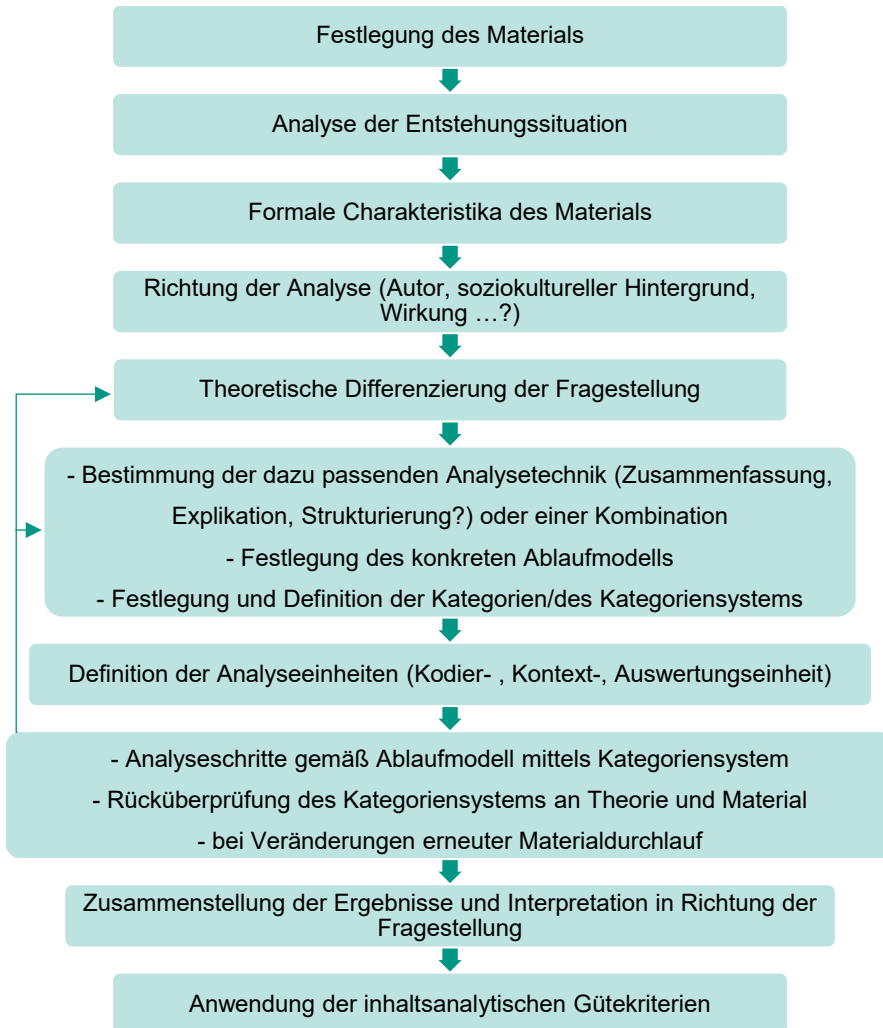 Festlegung des Materials
Analyse der Entstehungssituation
Formale Charakteristika des Materials
Richtung der Analyse (Autor, soziokultureller Hintergrund,
Wirkung …?)
Theoretische Differenzierung der Fragestellung
- Bestimmung der dazu passenden Analysetechnik (Zusammenfassung,
Explikation, Strukturierung?) oder einer Kombination
- Festlegung des konkreten Ablaufmodells
- Festlegung und Definition der Kategorien/des Kategoriensystems
Definition der Analyseeinheiten (Kodier- , Kontext-, Auswertungseinheit)
- Analyseschritte gemäß Ablaufmodell mittels Kategoriensystem
- Rücküberprüfung des Kategoriensystems an Theorie und Material
- bei Veränderungen erneuter Materialdurchlauf
Zusammenstellung der Ergebnisse und Interpretation in Richtung der
Fragestellung
Anwendung der inhaltsanalytischen Gütekriterien